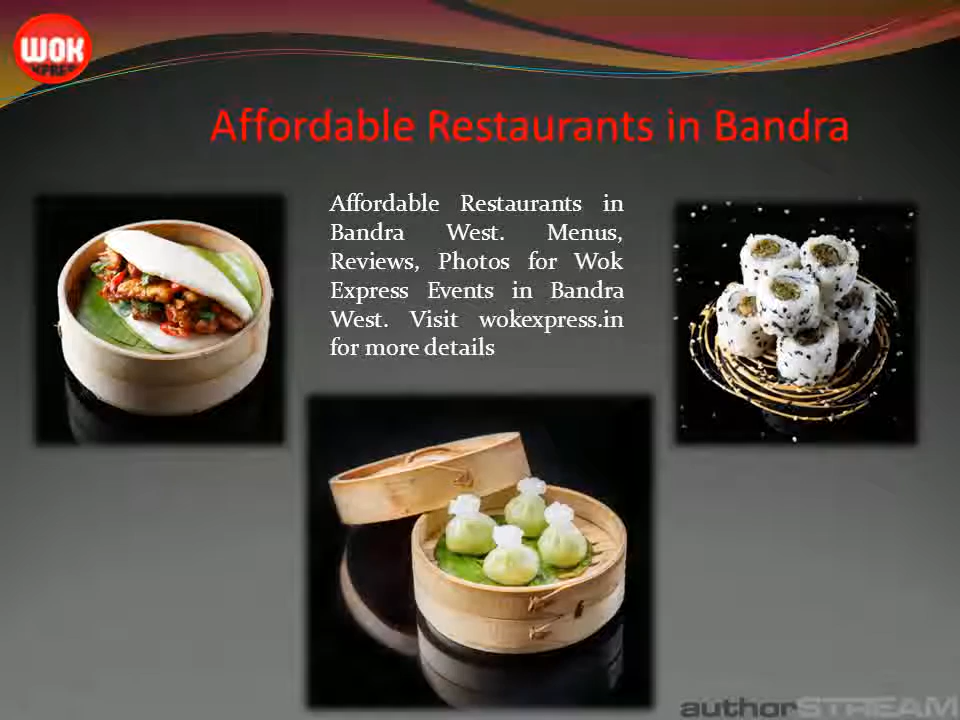 WOK
XPRESS
Affordable Restaurants in Bandra
Affordable Restaurants in
Bandra West. Menus,
Reviews, Photos for Wok
Express Events in Bandra
West. Visit wokexpress.in
for more details
authorSTREAM